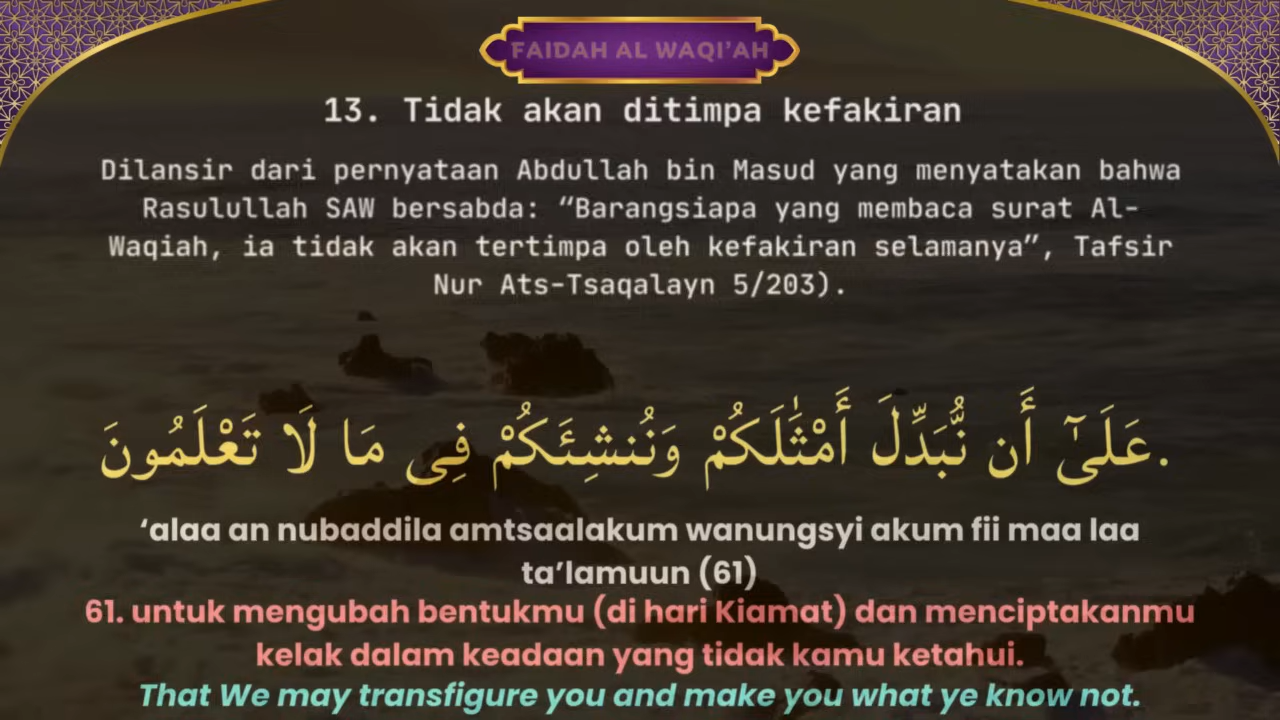 FAIDAH AL WAQI'AH
13. Tidak akan ditimpa kefakiran
Dilansir dari pernyataan Abdullah bin Masud yang menyatakan bahwa
Rasulullah SAW bersabda: “Barangsiapa yang membaca surat Al-
Waqiah, ia tidak akan tertimpa oleh kefakiran selamanya”, Tafsir
Nur Ats-Tsaqalayn 5/203).
عَلَىٰٓ أَن نُّبَدِّلَ أَمْثَٰلَكُمْ وَنُنشِئَكُمْ فِى مَا لَا تَعْلَمُونَ.
‘alaa an nubaddila amtsaalakum wanungsyi akum fii maa laa
ta’lamuun (61)
61. untuk mengubah bentukmu (di hari Kiamat) dan menciptakanmu
kelak dalam keadaan yang tidak kamu ketahui.
That We may transfigure you and make you what ye know not.